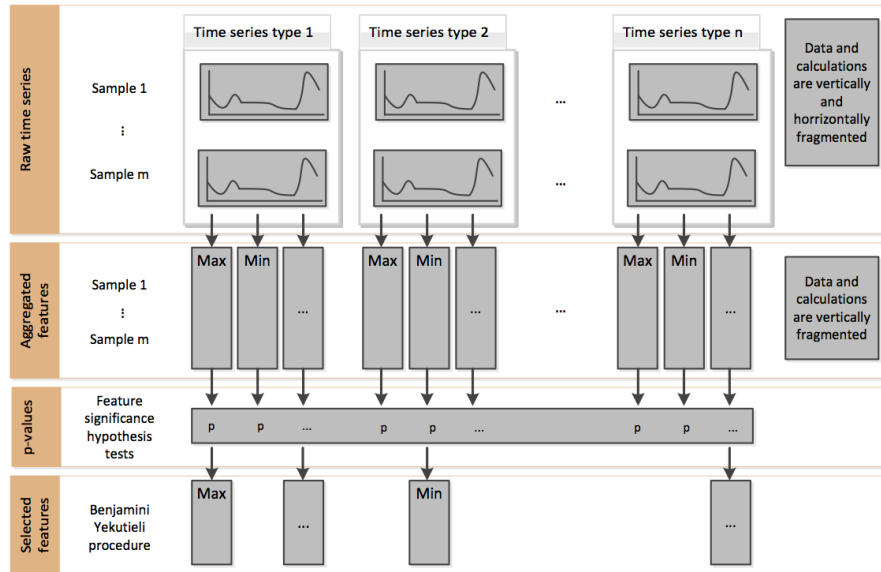 Raw time series
Time series type 1
Time series type 2
Time series type n
Sample 1
⋮
Sample m
...
...
Data and
calculations
are vertically
and
horrizontally
fragmented
Aggregated
features
Sample 1
⋮
Sample m
Max
Min
...
Max
Min
...
...
Max
Min
...
Data and
calculations
are vertically
fragmented
p-values
Feature
significance
hypothesis
tests
p p ... p p ... p p ...
Selected
features
Benjamini
Yekutieli
procedure
Max
...
Min
...